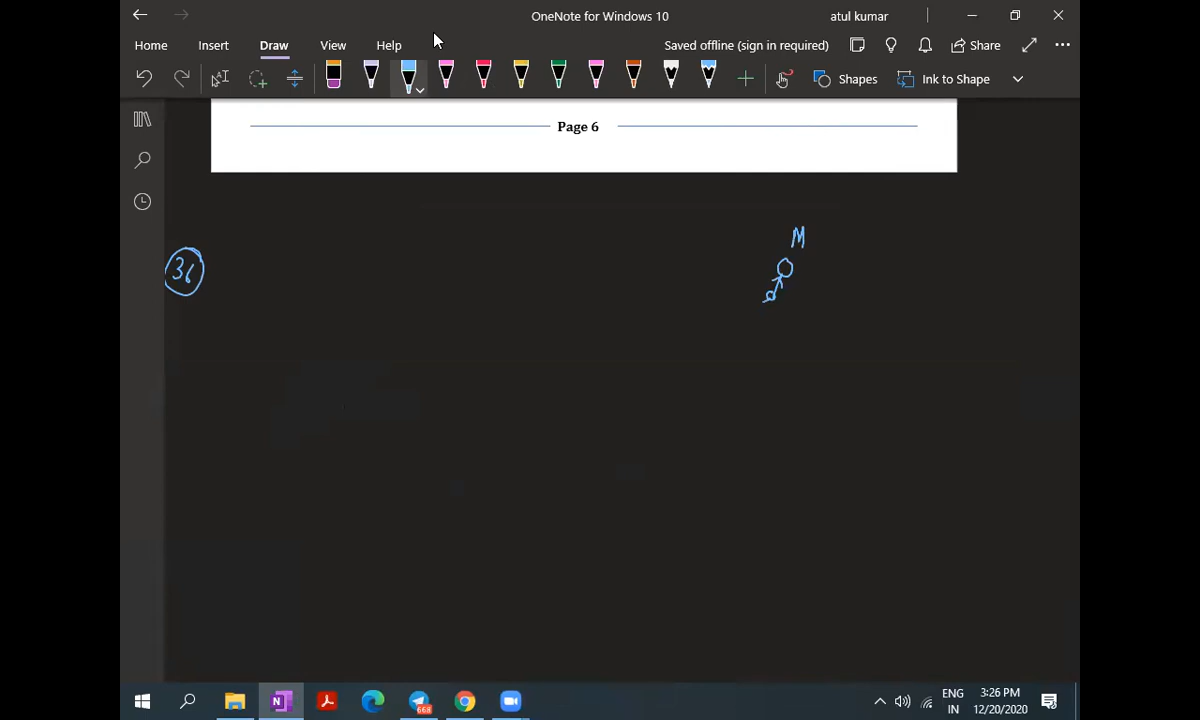 OneNote for Windows 10
atul kumar
Home Insert Draw View Help
Saved offline (sign in required)
Share
Shapes
Ink to Shape
Page 6
M
36
668
ENG
IN
3:26 PM
12/20/2020